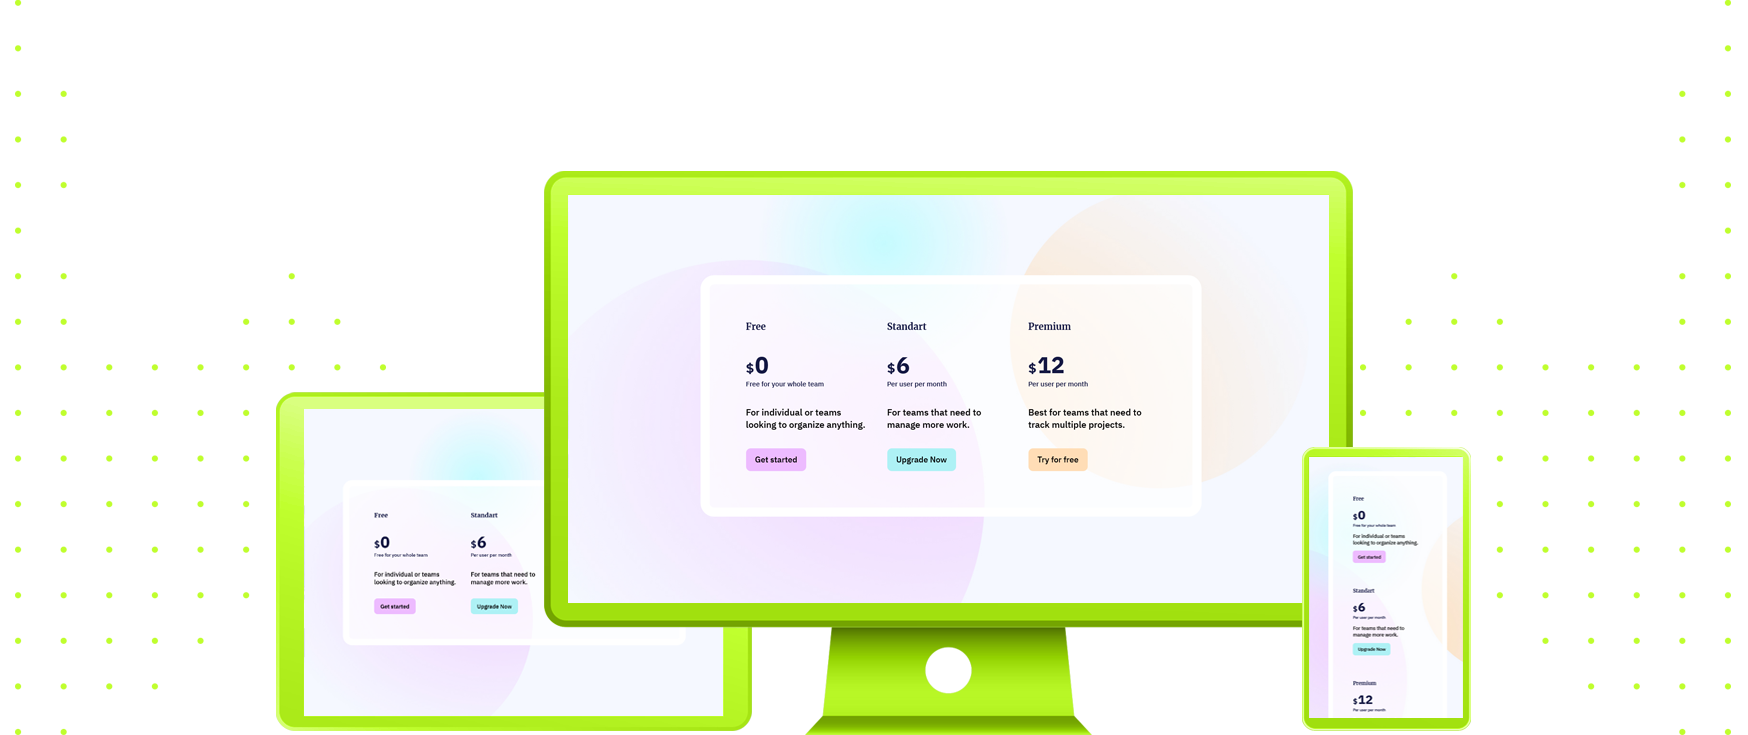 Free
$0
Free for your whole team
For individual or teams
looking to organize anything.
Get started
Standart
$6
Per user per month
For teams that need to
manage more work.
Upgrade Now
Premium
$12
Per user per month
Best for teams that need to
track multiple projects.
Try for free
Free
$0
Free for your whole team
For individual or teams
looking to organize anything.
Get started
Standart
$6
Per user per month
For teams that need to
manage more work.
Upgrade Now
Free
$0
Free for your whole team
For individual or teams
looking to organize anything.
Get started
Standart
$6
Per user per month
For teams that need to
manage more work.
Upgrade Now
Premium
$12
Per user per month